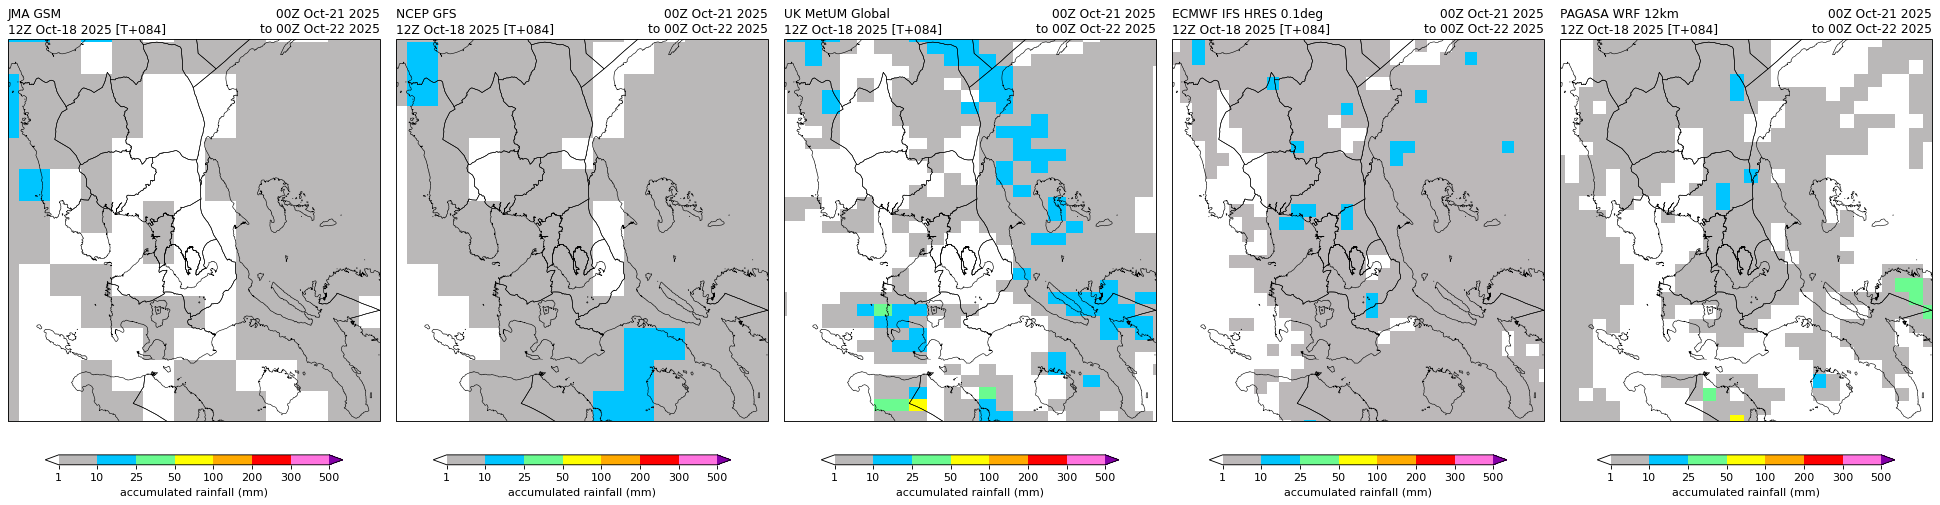 JMA GSM 00Z Oct-21 2025
12Z Oct-18 2025 [T+084] to 00Z Oct-22 2025
1 10 25 50 100 200 300 500
accumulated rainfall (mm)
NCEP GFS 00Z Oct-21 2025
12Z Oct-18 2025 [T+084] to 00Z Oct-22 2025
1 10 25 50 100 200 300 500
accumulated rainfall (mm)
UK MetUM Global 00Z Oct-21 2025
12Z Oct-18 2025 [T+084] to 00Z Oct-22 2025
1 10 25 50 100 200 300 500
accumulated rainfall (mm)
ECMWF IFS HRES 0.1deg 00Z Oct-21 2025
12Z Oct-18 2025 [T+084] to 00Z Oct-22 2025
1 10 25 50 100 200 300 500
accumulated rainfall (mm)
PAGASA WRF 12km 00Z Oct-21 2025
12Z Oct-18 2025 [T+084] to 00Z Oct-22 2025
1 10 25 50 100 200 300 500
accumulated rainfall (mm)